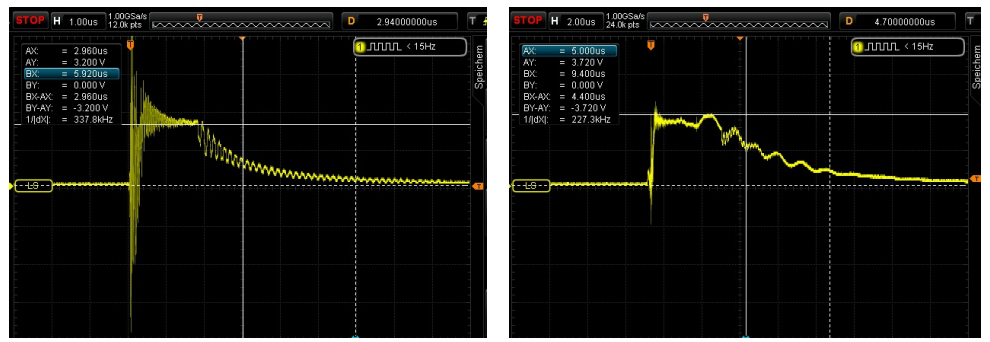 STOP H 1.00us 1.00GSa/s 12.0k pts T D 2.94000000us T
AX: = 2.960us
AY: = 3.200 V
BX: = 5.920us
BY: = 0.000 V
BX-AX: = 2.960us
BY-AY: = -3.200 V
1/|dX|: = 337.8kHz
1 < 15Hz
Speichern
T
LS
T
STOP H 2.00us 1.00GSa/s 24.0k pts T D 4.70000000us T
AX: = 5.000us
AY: = 3.720 V
BX: = 9.400us
BY: = 0.000 V
BX-AX: = 4.400us
BY-AY: = -3.720 V
1/|dX|: = 227.3kHz
1 < 15Hz
Speichern
T
LS
T